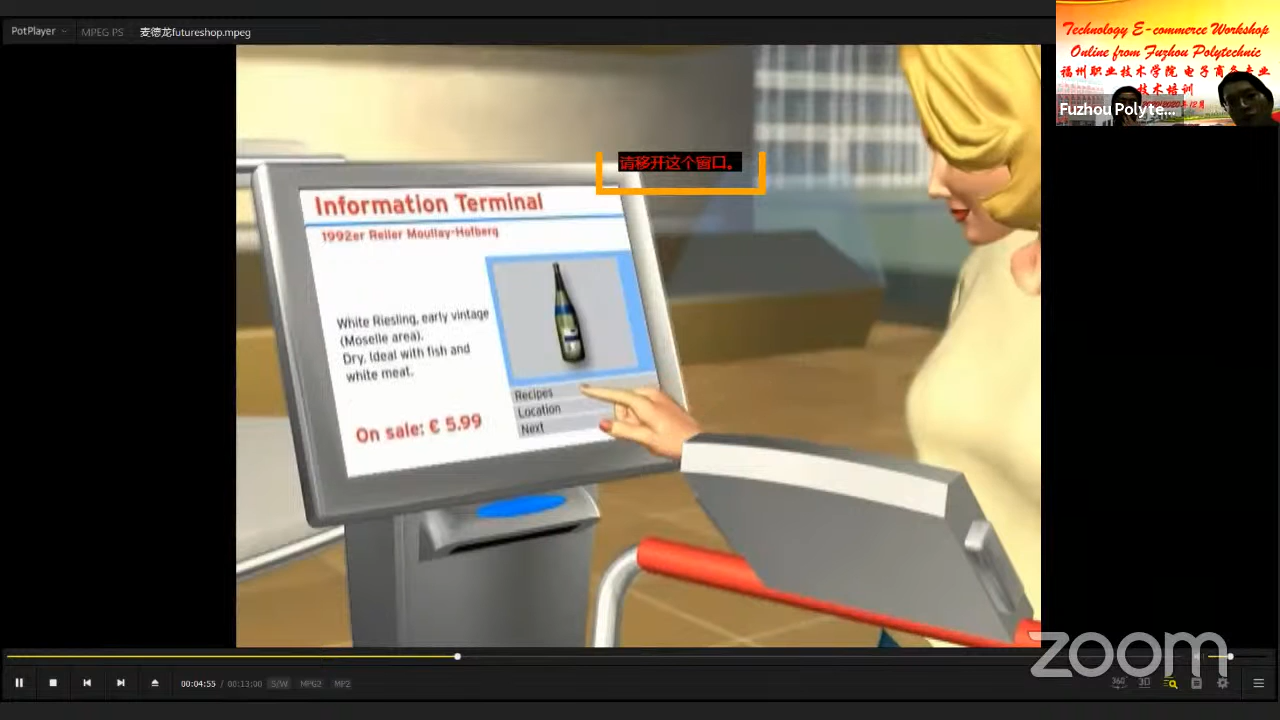 PotPlayer
MPEG PS
麦德龙futureshop.mpeg
Technology E-commerce Workshop
Online from Fuzhou Polytechnic
福州职业技术学院 电子商务专业
技术培训
Fuzhou Polyte...
请移开这个窗口。
Information Terminal
1992er Reiler Moullay-Hofberg
White Riesling, early vintage
(Moselle area).
Dry, Ideal with fish and
white meat.
On sale: € 5.99
Recipes
Location
Next
zoom
00:04:55 / 00:13:00 S/W MPG2 MP2
360°
3D